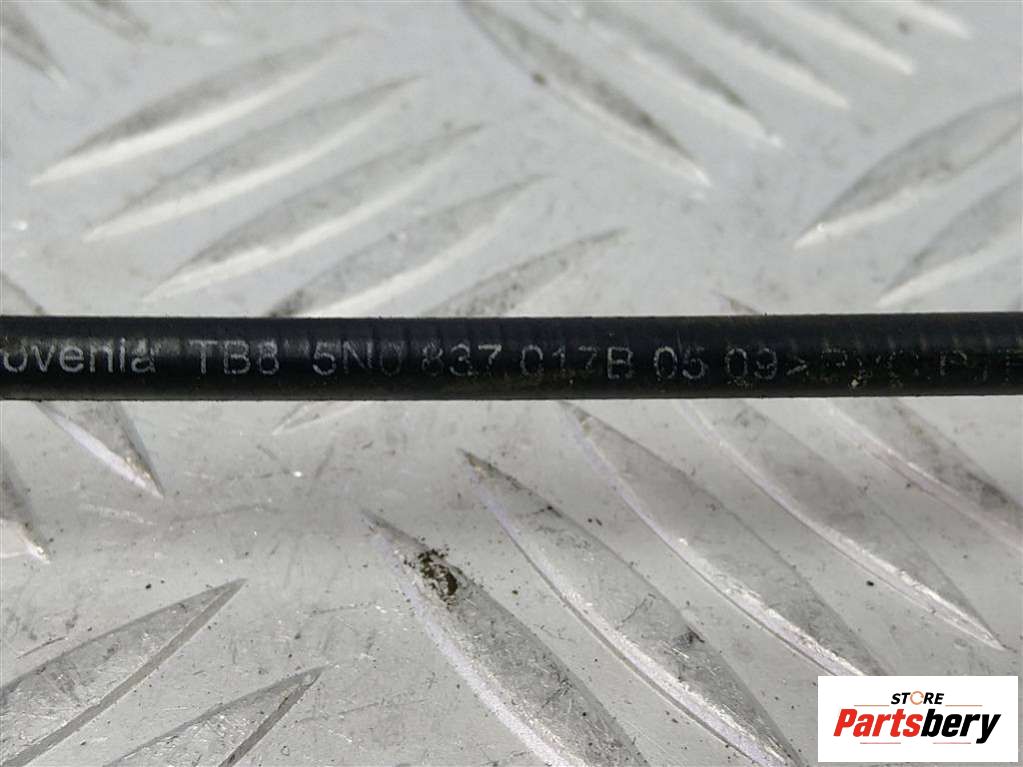 ovenia TB8 5N0 837 017B 05 09>
STORE
Partsbery